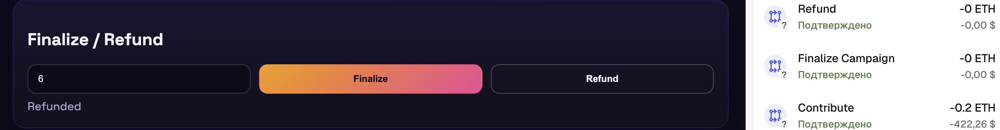 Finalize / Refund
6
Finalize
Refund
Refunded
Refund
-0 ETH
Подтверждено
-0,00 $
?
Finalize Campaign
-0 ETH
Подтверждено
-0,00 $
?
Contribute
-0.2 ETH
Подтверждено
-422,26 $
?